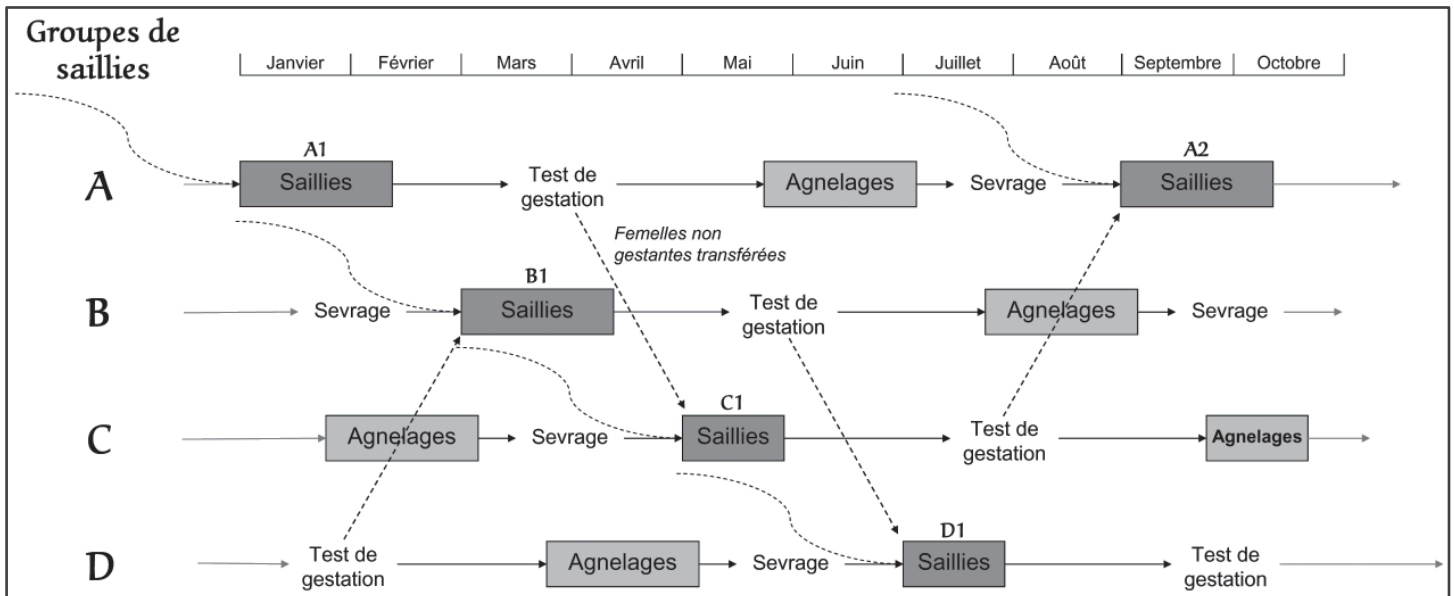 Groupes de
saillies
Janvier Février Mars Avril Mai Juin Juillet Août Septembre Octobre
A
A1
Saillies
Test de
gestation
Agnelages
Sevrage
A2
Saillies
Femelles non
gestantes transférées
B
Sevrage
B1
Saillies
Test de
gestation
Agnelages
Sevrage
C
Agnelages
Sevrage
C1
Saillies
Test de
gestation
Agnelages
D
Test de
gestation
Agnelages
Sevrage
D1
Saillies
Test de
gestation